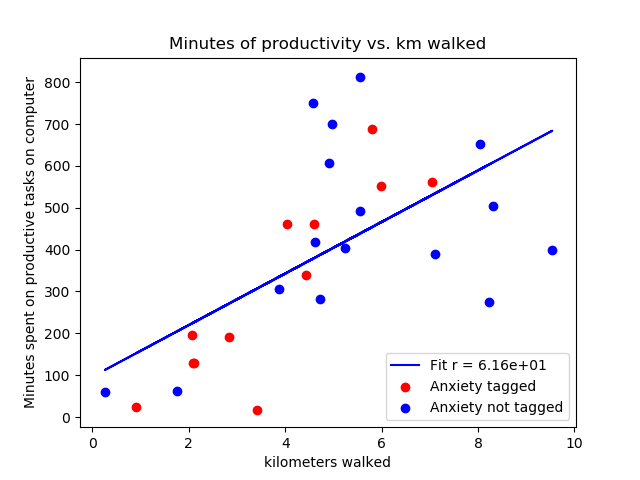 Minutes of productivity vs. km walked
Minutes spent on productive tasks on computer
800
700
600
500
400
300
200
100
0
Fit r = 6.16e+01
Anxiety tagged
Anxiety not tagged
0 2 4 6 8 10
kilometers walked